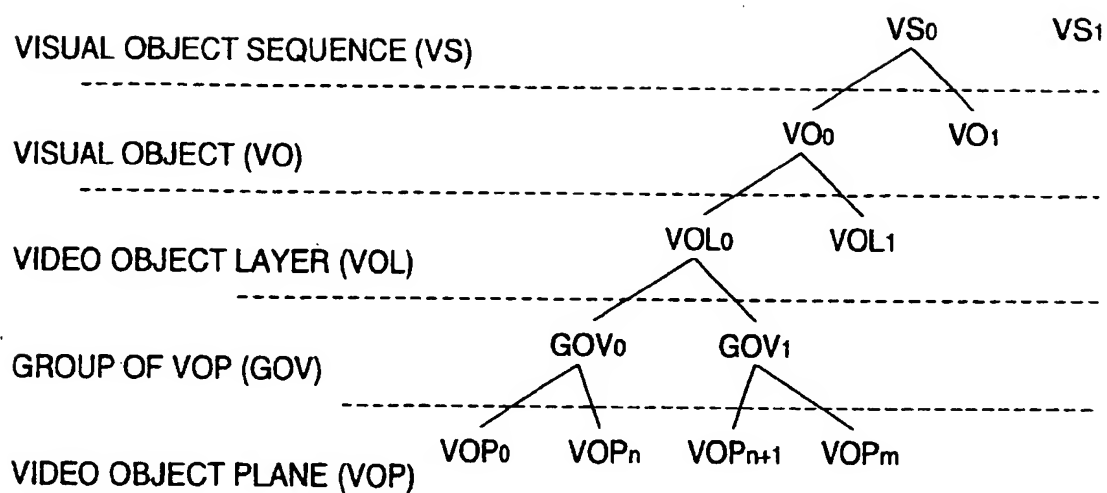 VS₀ VS₁
VISUAL OBJECT SEQUENCE (VS)
VO₀ VO₁
VISUAL OBJECT (VO)
VOL₀ VOL₁
VIDEO OBJECT LAYER (VOL)
GOV₀ GOV₁
GROUP OF VOP (GOV)
VOP₀ VOPₙ VOPₙ₊₁ VOPₘ
VIDEO OBJECT PLANE (VOP)